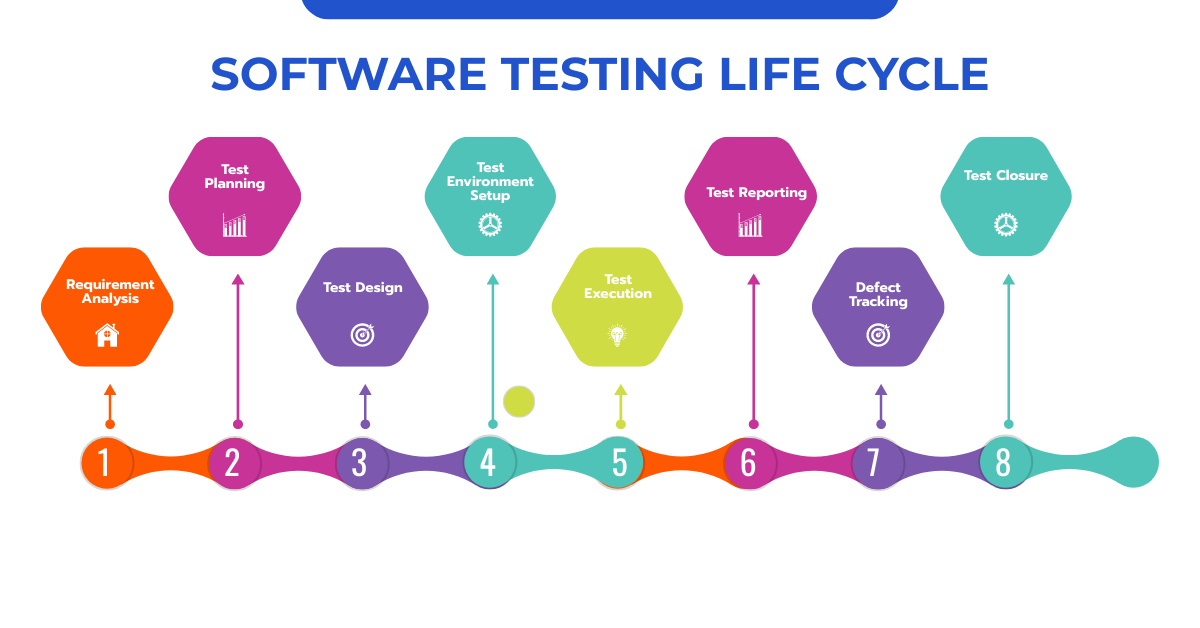 SOFTWARE TESTING LIFE CYCLE
Requirement
Analysis
Test
Planning
Test Design
Test
Environment
Setup
Test
Execution
Test Reporting
Defect
Tracking
Test Closure
1
2
3
4
5
6
7
8